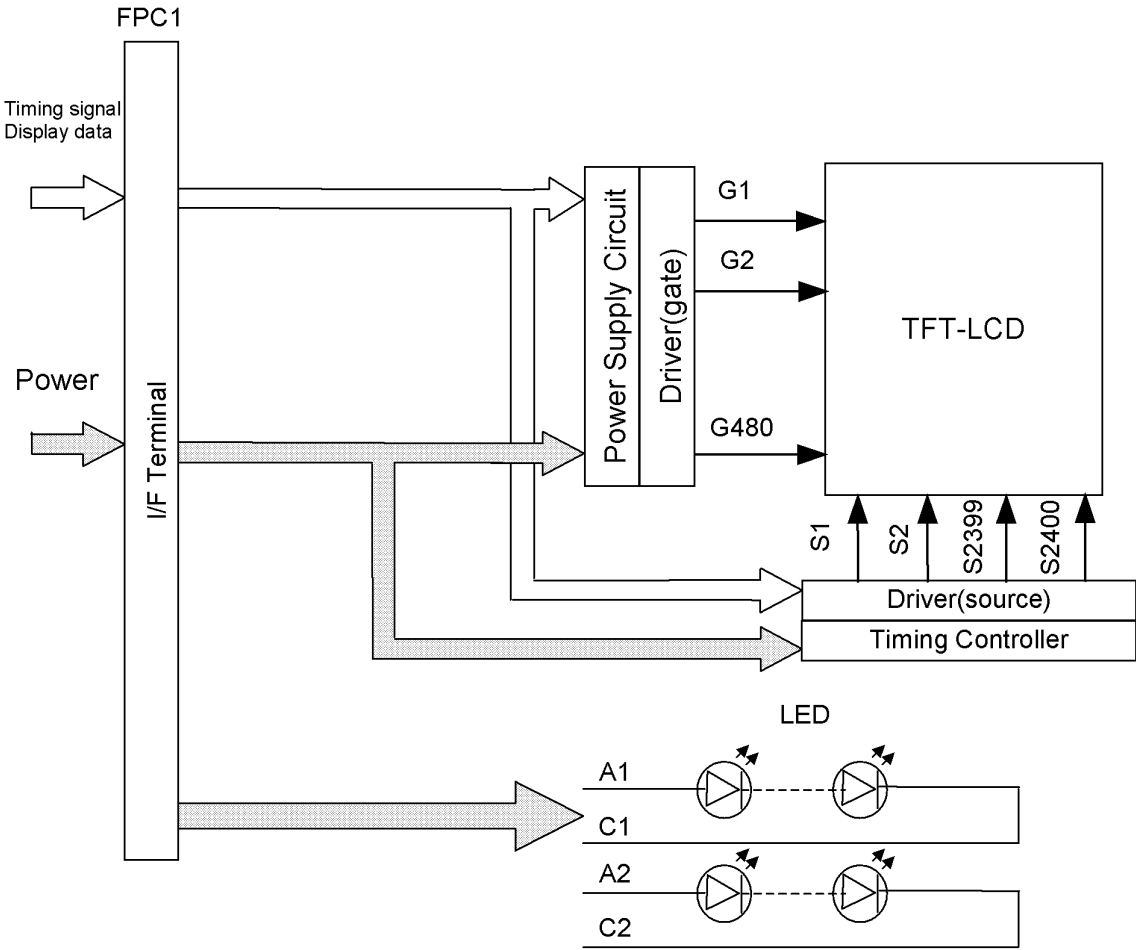 FPC1
Timing signal
Display data
Power
I/F Terminal
Power Supply Circuit
Driver(gate)
G1
G2
G480
TFT-LCD
S1
S2
S2399
S2400
Driver(source)
Timing Controller
LED
A1
C1
A2
C2